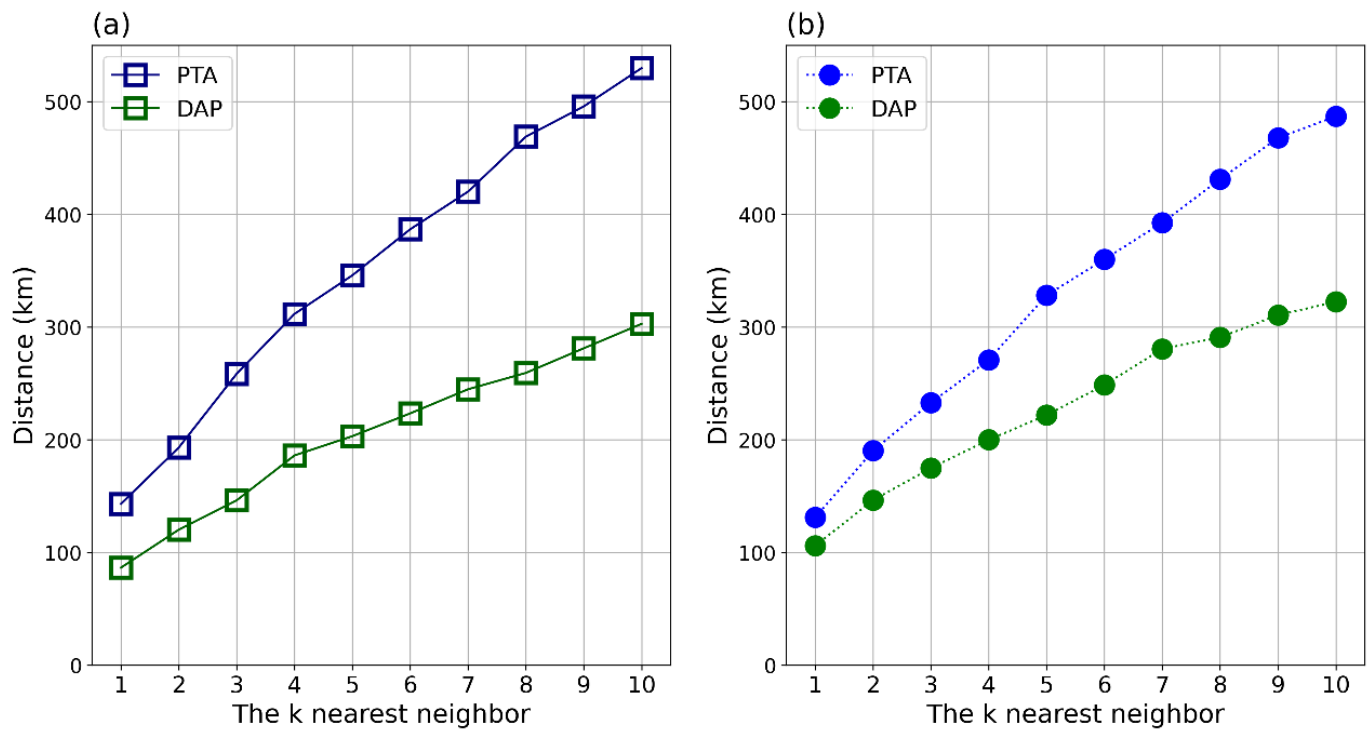 (a)
PTA
DAP
500
400
300
200
100
0
Distance (km)
1 2 3 4 5 6 7 8 9 10
The k nearest neighbor
(b)
PTA
DAP
500
400
300
200
100
0
Distance (km)
1 2 3 4 5 6 7 8 9 10
The k nearest neighbor